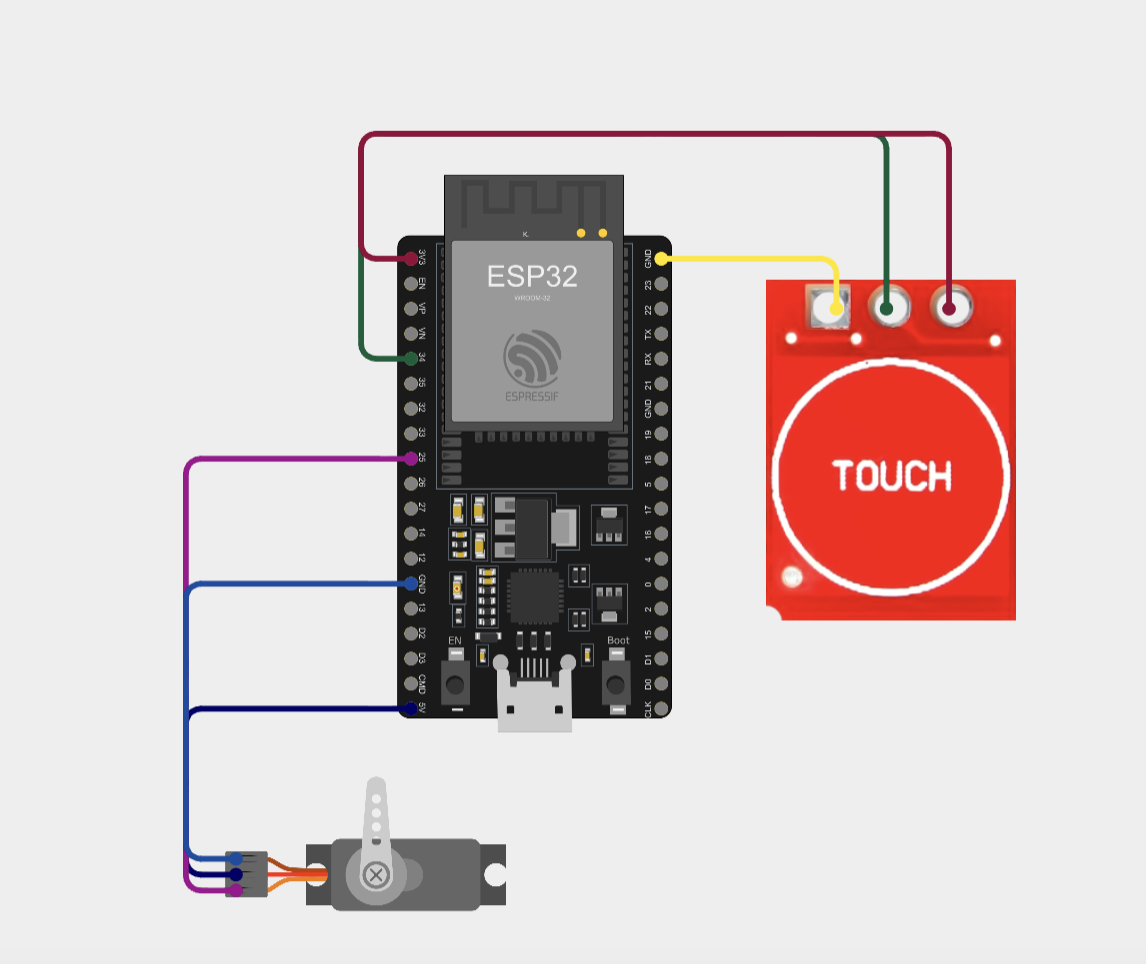 K.
ESP32
WROOM-32
ESPRESSIF
3V3
EN
VP
VN
34
35
32
33
25
26
27
14
12
GND
13
D2
D3
CMD
5V
GND
23
22
TX
RX
21
GND
19
18
5
17
16
4
0
2
15
D1
D0
CLK
EN
Boot
TOUCH